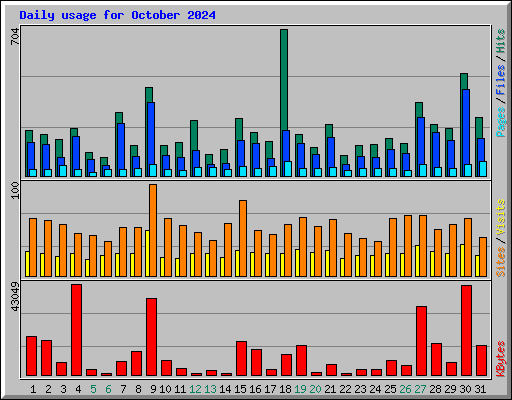 Daily usage for October 2024
704
Pages / Files / Hits
100
Sites / Visits
43049
KBytes
1 2 3 4 5 6 7 8 9 10 11 12 13 14 15 16 17 18 19 20 21 22 23 24 25 26 27 28 29 30 31